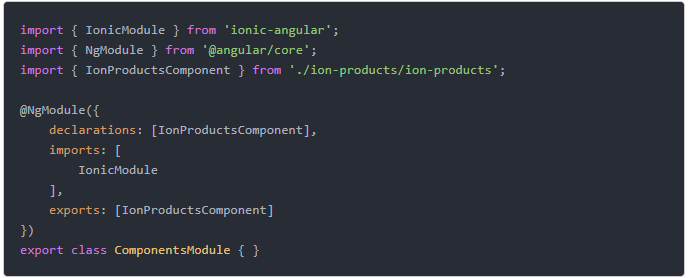 import { IonicModule } from 'ionic-angular';
import { NgModule } from '@angular/core';
import { IonProductsComponent } from './ion-products/ion-products';

@NgModule({
    declarations: [IonProductsComponent],
    imports: [
        IonicModule
    ],
    exports: [IonProductsComponent]
})
export class ComponentsModule { }